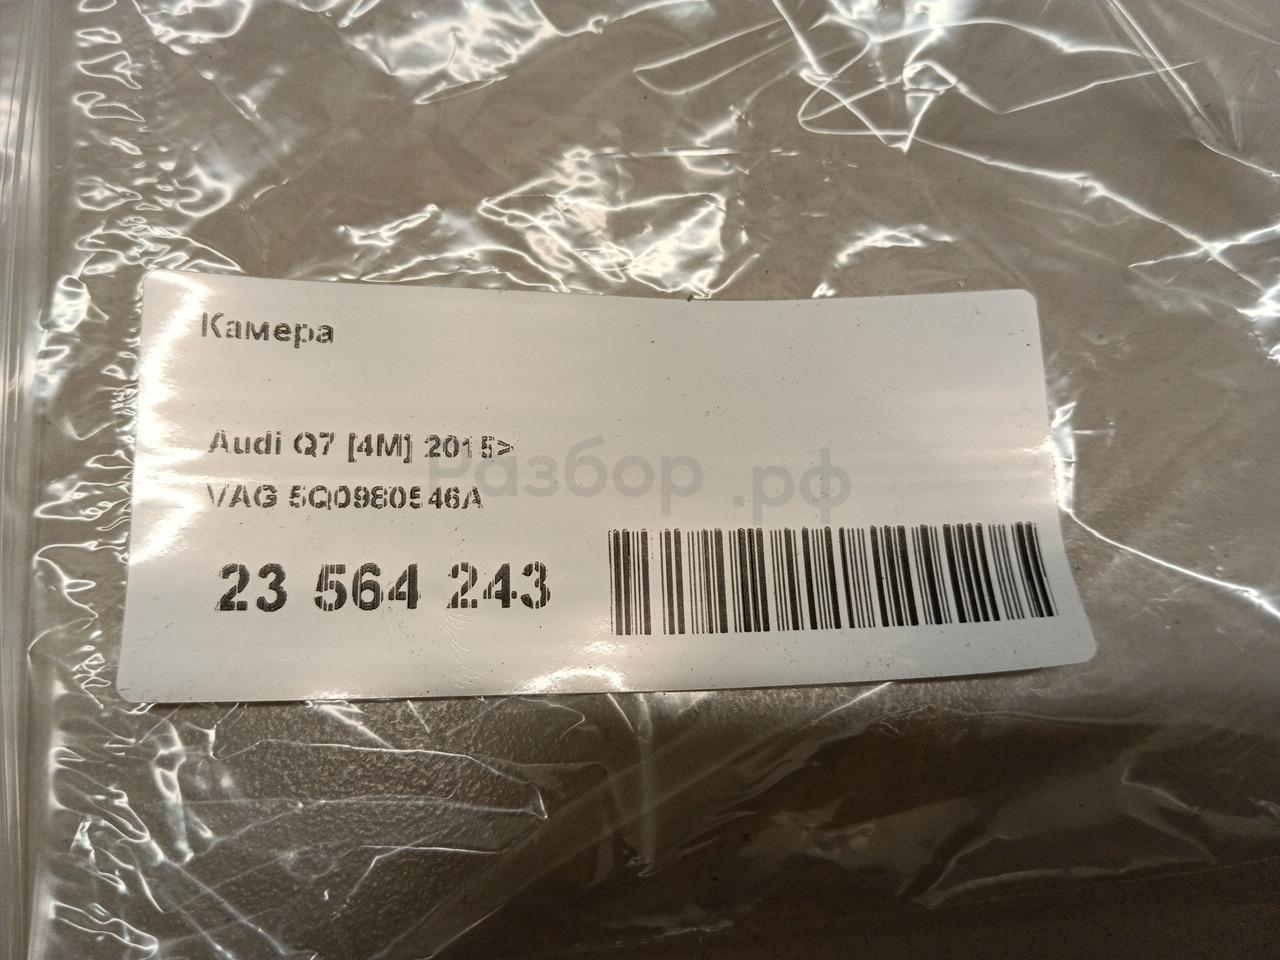 Камера
Audi Q7 [4M] 2015>
Разбор.рф
VAG 5Q0980546A
23 564 243